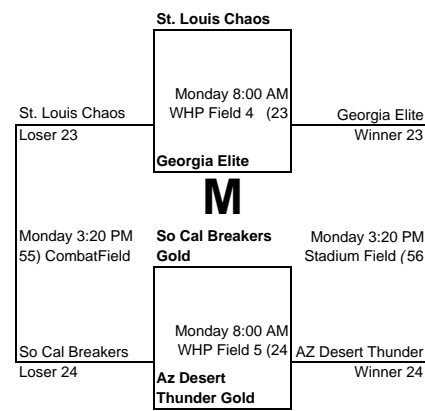 St. Louis Chaos
Monday 8:00 AM
St. Louis Chaos
WHP Field 4 (23
Georgia Elite
Loser 23
Winner 23
Georgia Elite
M
Monday 3:20 PM
So Cal Breakers
Monday 3:20 PM
55) CombatField
Gold
Stadium Field (56
Monday 8:00 AM
So Cal Breakers
WHP Field 5 (24
AZ Desert Thunder
Loser 24
Az Desert
Winner 24
Thunder Gold